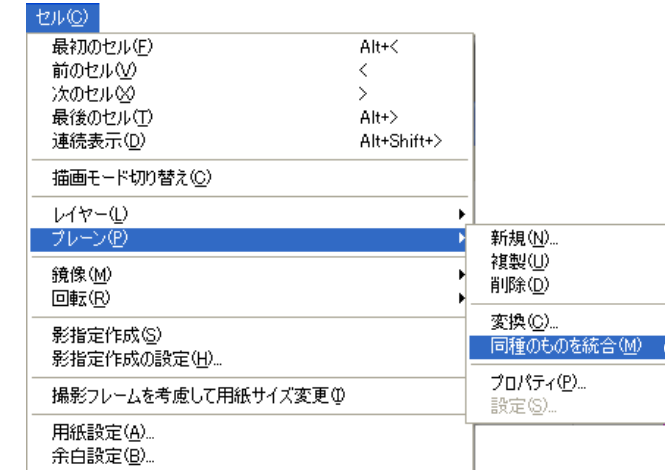 セル(C)
最初のセル(F) Alt+<
前のセル(V) <
次のセル(X) >
最後のセル(T) Alt+>
連続表示(D) Alt+Shift+>
描画モード切り替え(C)
レイヤー(L)
プレーン(P)
鏡像(M)
回転(R)
影指定作成(S)
影指定作成の設定(H)...
撮影フレームを考慮して用紙サイズ変更(I)
用紙設定(A)...
余白設定(B)...
新規(N)...
複製(U)
削除(D)
変換(C)...
同種のものを統合(M)
プロパティ(P)...
設定(S)...